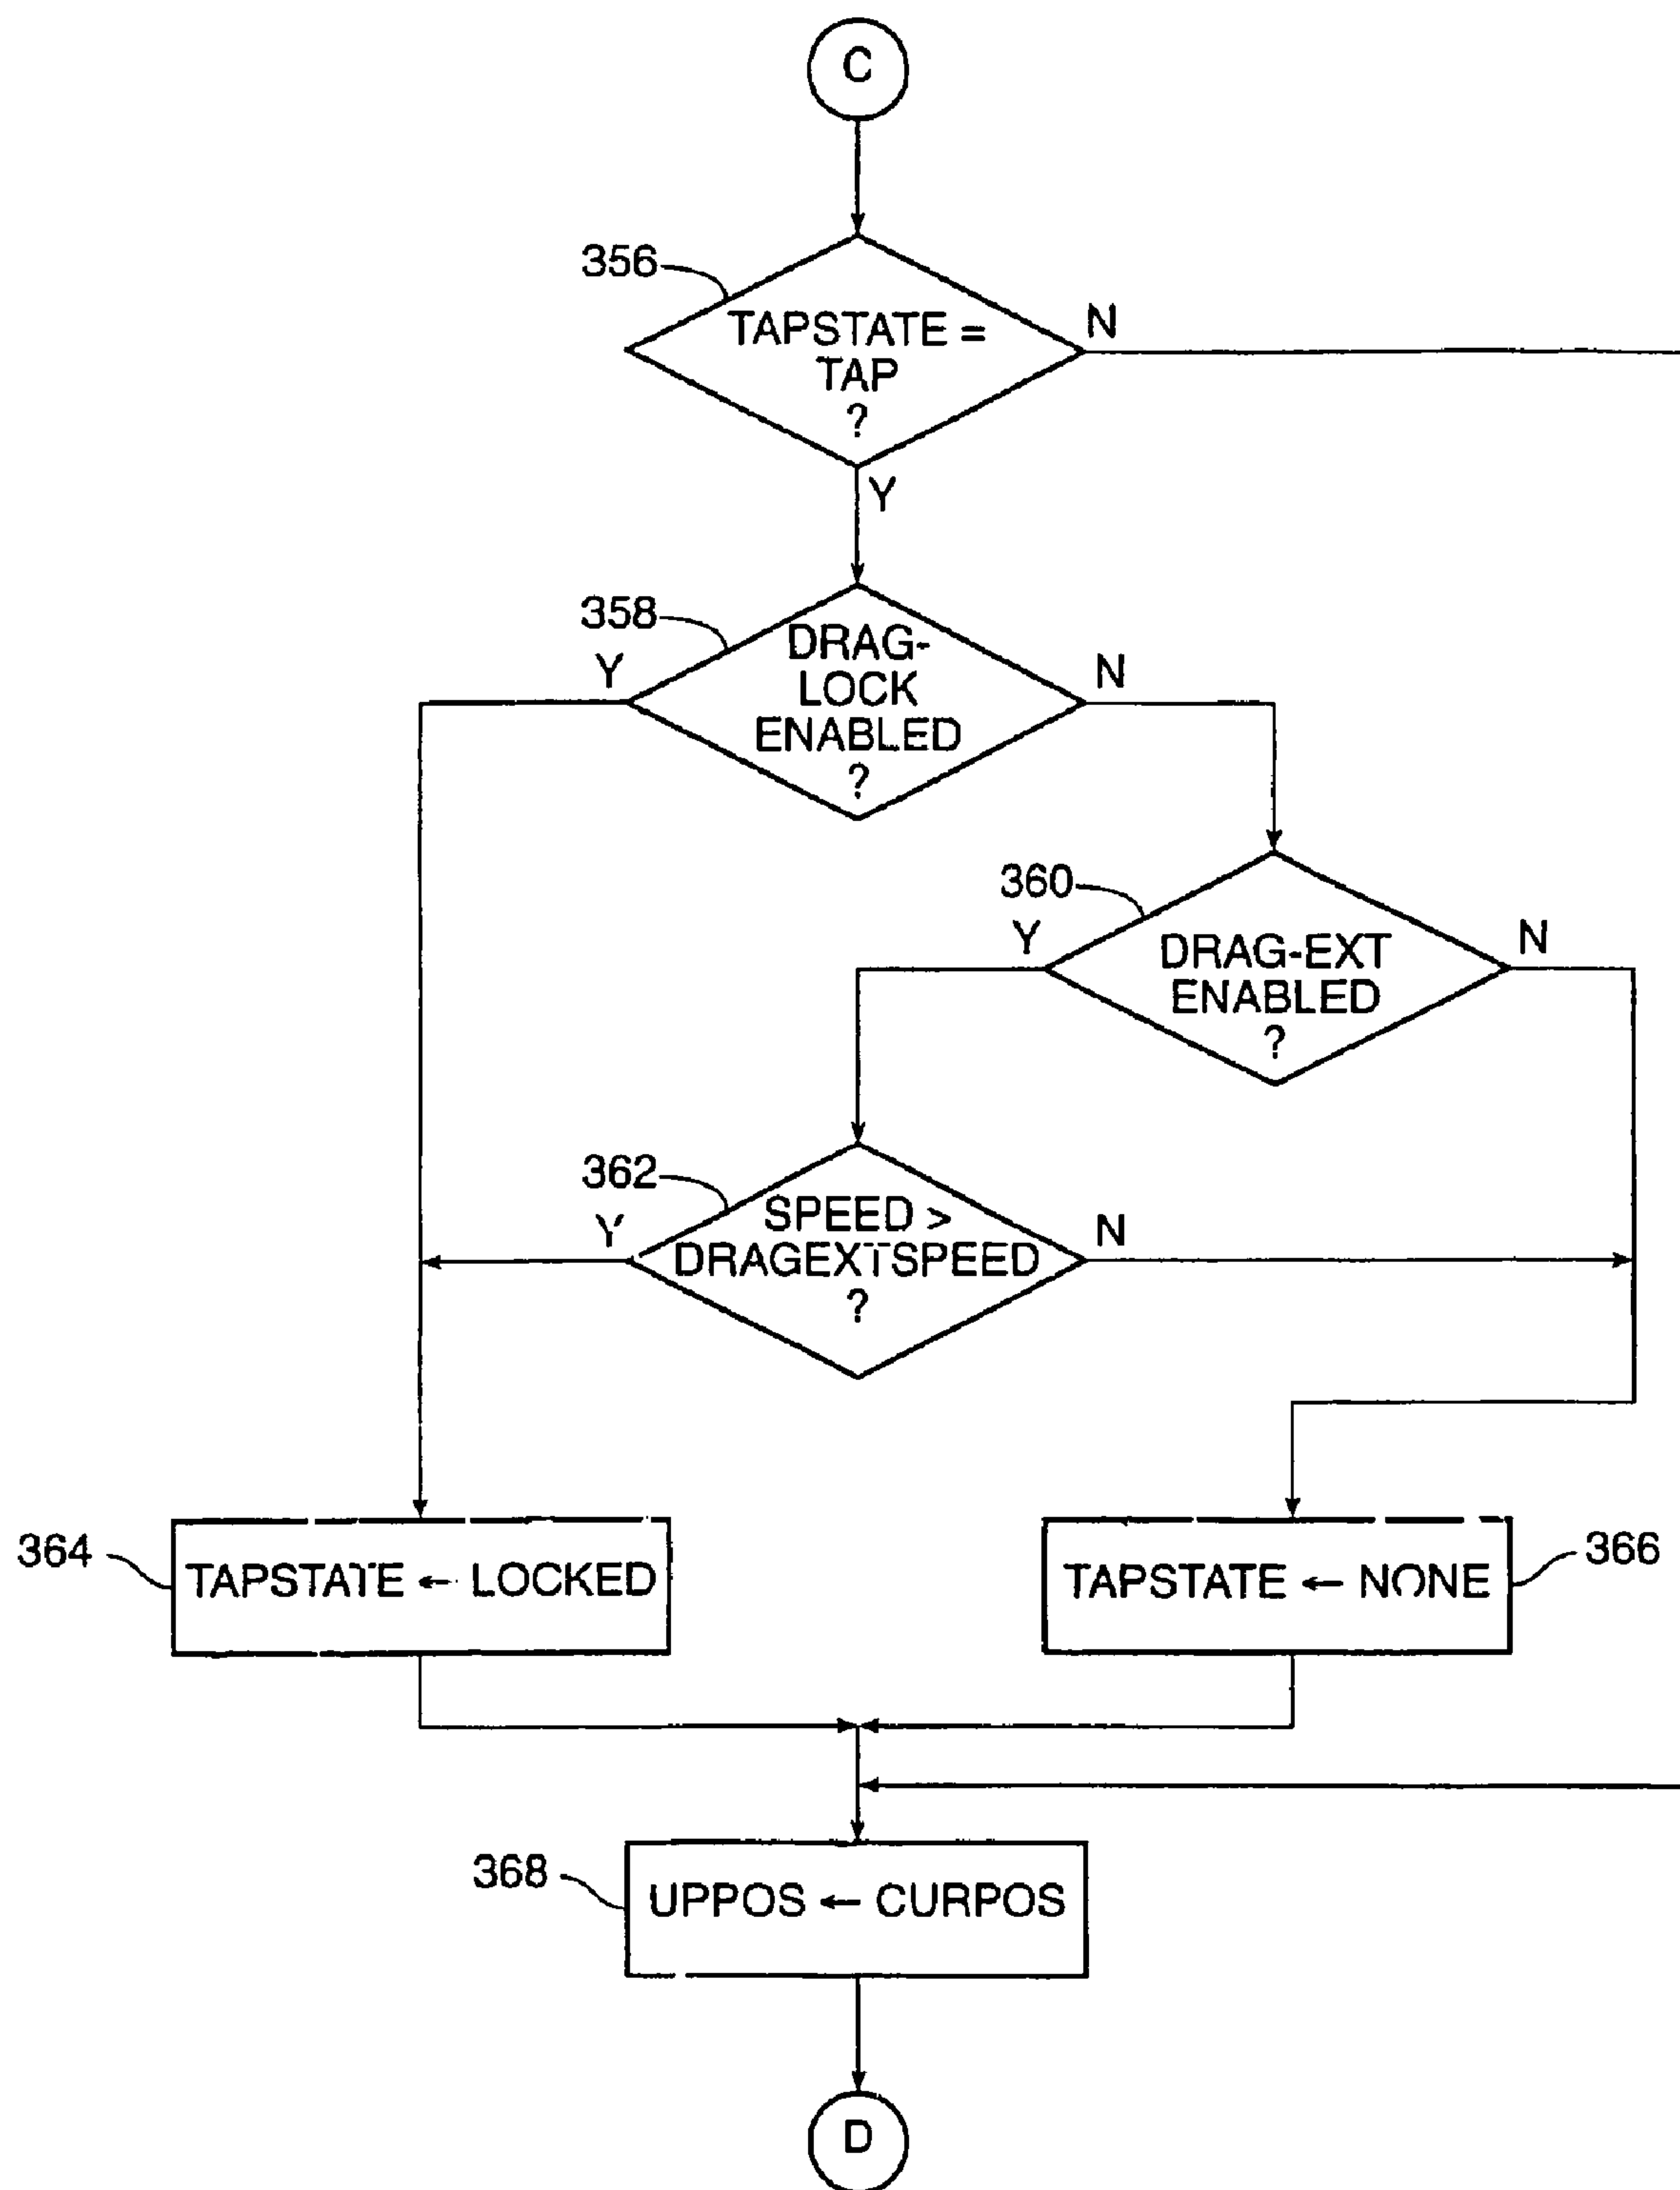 C
356
TAPSTATE =
TAP
?
N
Y
358
DRAG-
LOCK
ENABLED
?
Y
N
360
DRAG-EXT
ENABLED
?
Y
N
362
SPEED >
DRAGEXTSPEED
?
Y
N
364
TAPSTATE ← LOCKED
TAPSTATE ← NONE
366
368
UPPOS ← CURPOS
D